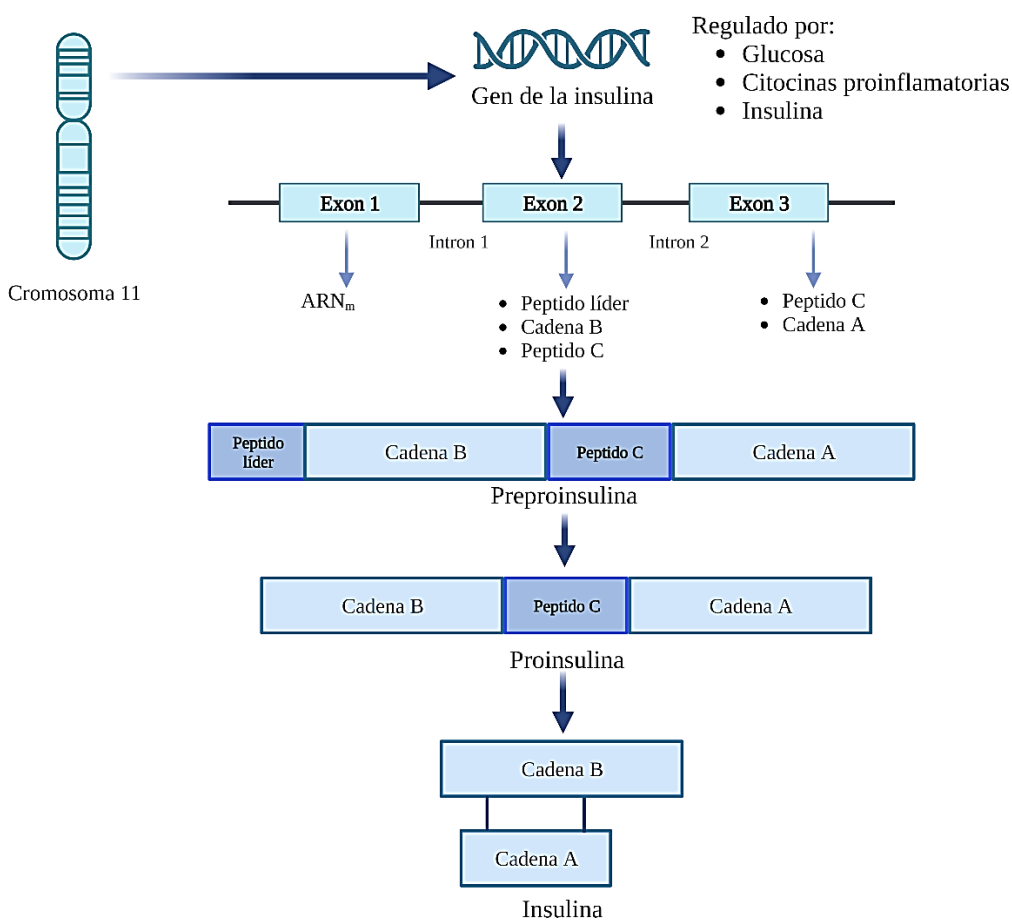 Regulado por:
• Glucosa
• Citocinas proinflamatorias
• Insulina
Gen de la insulina
Cromosoma 11
Exon 1
Exon 2
Exon 3
Intron 1
Intron 2
ARNm
• Peptido líder
• Cadena B
• Peptido C
• Peptido C
• Cadena A
Peptido
líder
Cadena B
Peptido C
Cadena A
Preproinsulina
Cadena B
Peptido C
Cadena A
Proinsulina
Cadena B
Cadena A
Insulina